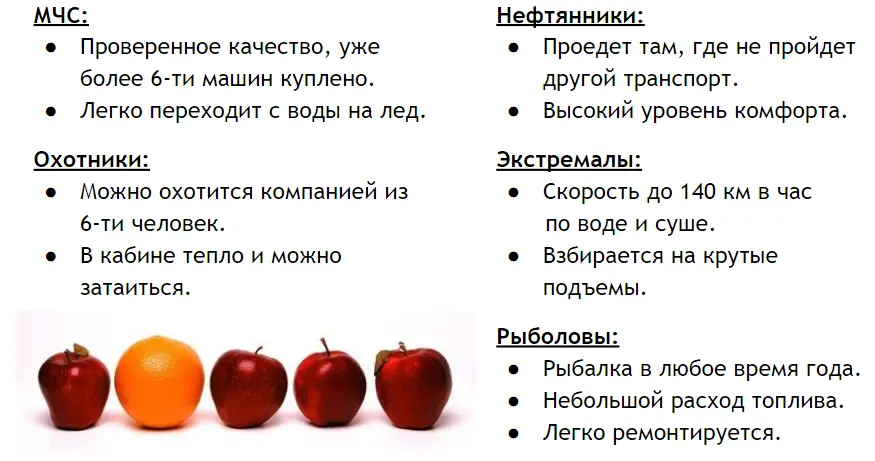 МЧС:
● Проверенное качество, уже
более 6-ти машин куплено.
● Легко переходит с воды на лед.
Охотники:
● Можно охотится компанией из
6-ти человек.
● В кабине тепло и можно
затаиться.
Нефтянники:
● Проедет там, где не пройдет
другой транспорт.
● Высокий уровень комфорта.
Экстремалы:
● Скорость до 140 км в час
по воде и суше.
● Взбирается на крутые
подъемы.
Рыболовы:
● Рыбалка в любое время года.
● Небольшой расход топлива.
● Легко ремонтируется.